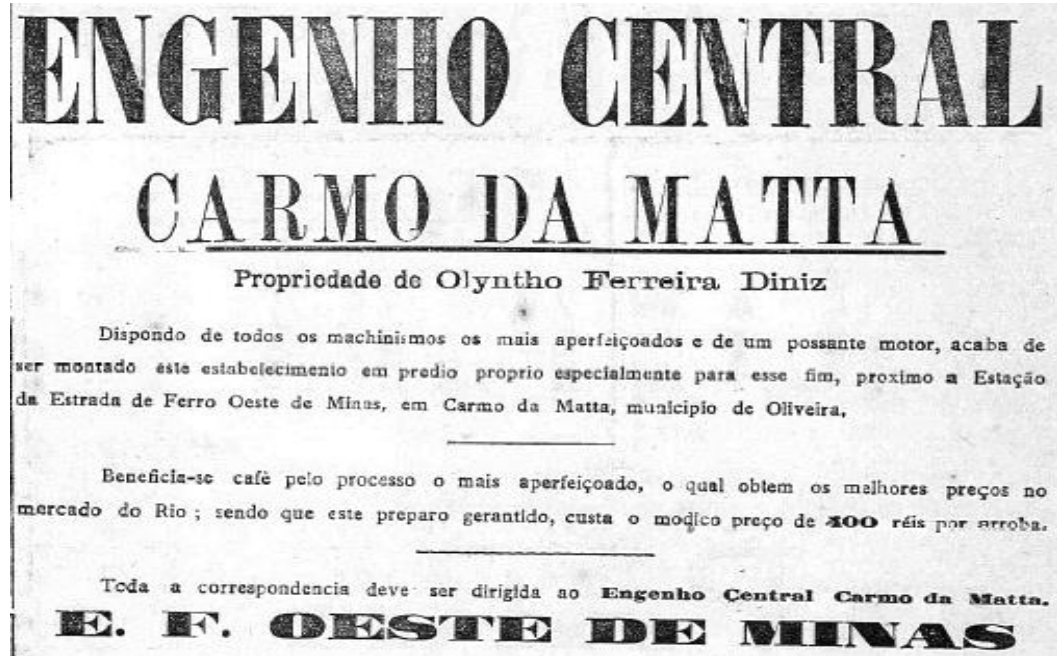 ENGENHO CENTRAL
CARMO DA MATTA
Propriedade de Olyntho Ferreira Diniz
Dispondo de todos os machinismos os mais aperfeiçoados e de um possante motor, acaba de
ser montado este estabelecimento em predio proprio especialmente para esse fim, proximo a Estação
da Estrada de Ferro Oeste de Minas, em Carmo da Matta, municipio de Oliveira.
Beneficia-se cafè pelo processo o mais aperfeiçoado, o qual obtem os melhores preços no
mercado do Rio ; sendo que este preparo gerantido, custa o modico preço de 400 réis por arroba.
Toda a correspondencia deve ser dirigida ao Engenho Central Carmo da Matta.
E. F. OESTE DE MINAS